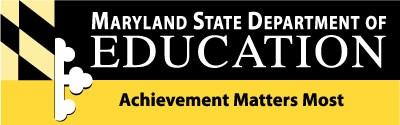 MARYLAND STATE DEPARTMENT OF
EDUCATION
Achievement Matters Most